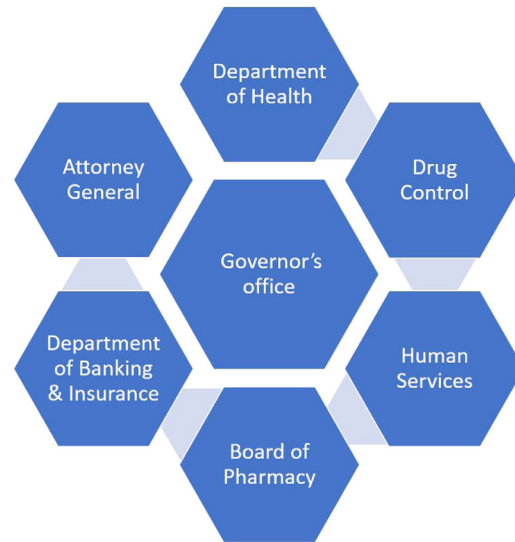 Department
of Health
Attorney
General
Drug
Control
Governor’s
office
Department
of Banking
& Insurance
Human
Services
Board of
Pharmacy